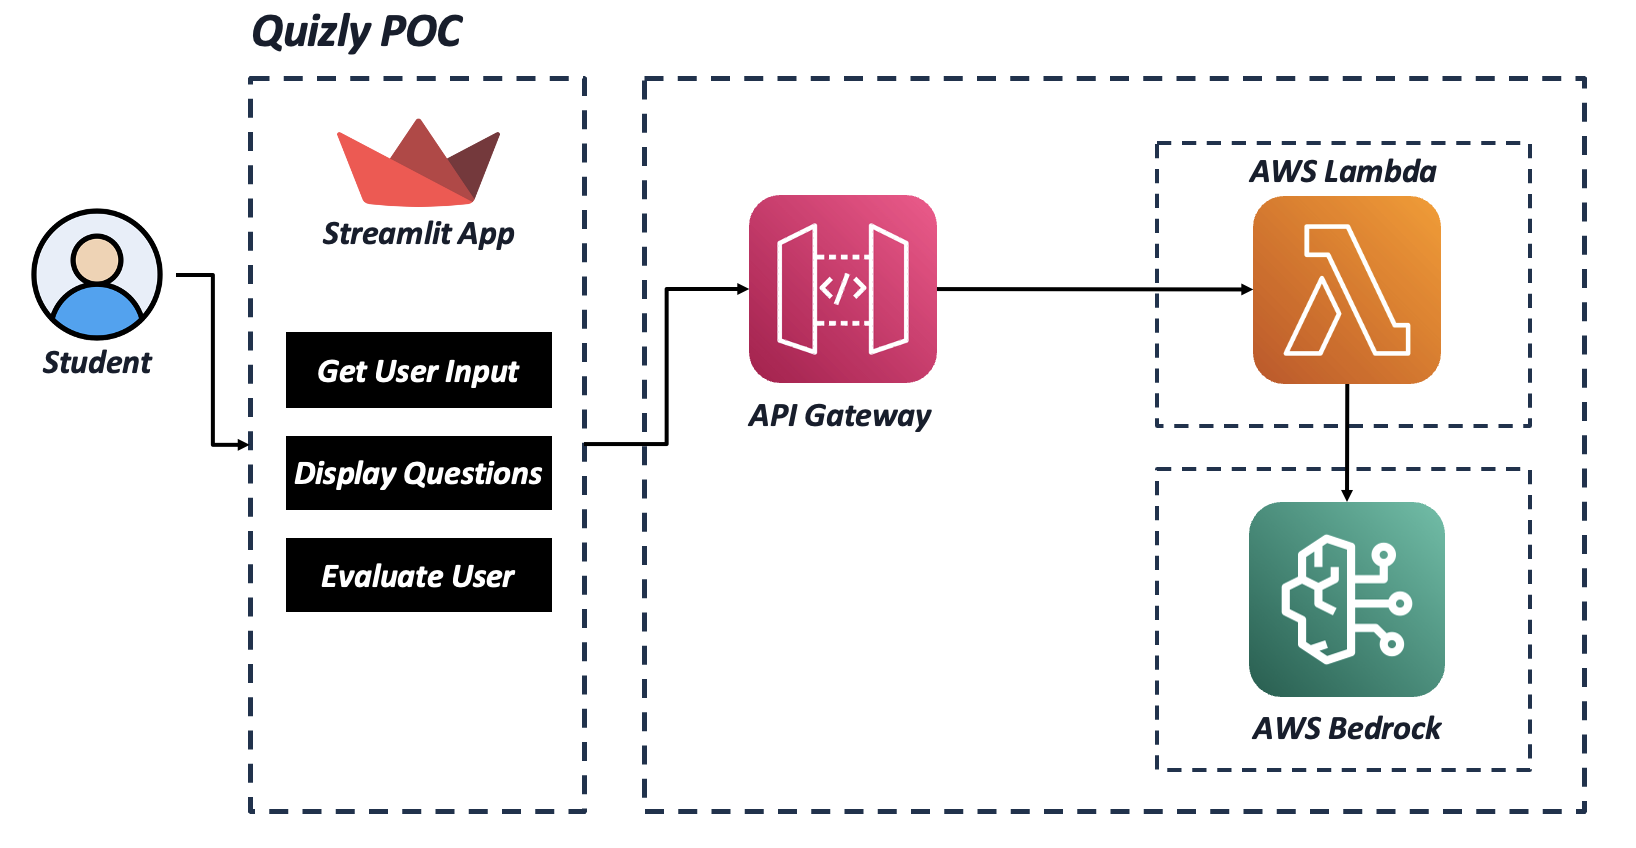 Quizly POC
Streamlit App
Student
Get User Input
Display Questions
Evaluate User
</>
API Gateway
AWS Lambda
AWS Bedrock